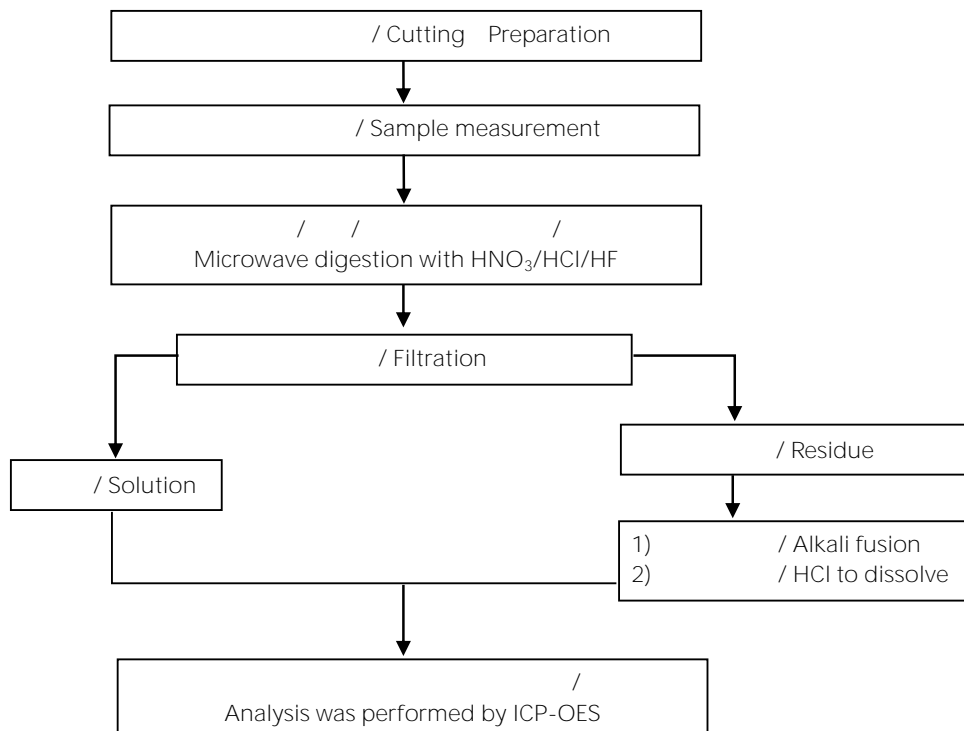 / Cutting Preparation
/ Sample measurement
/ / /
Microwave digestion with HNO₃/HCl/HF
/ Filtration
/ Residue
/ Solution
1) / Alkali fusion
2) / HCl to dissolve
/
Analysis was performed by ICP-OES